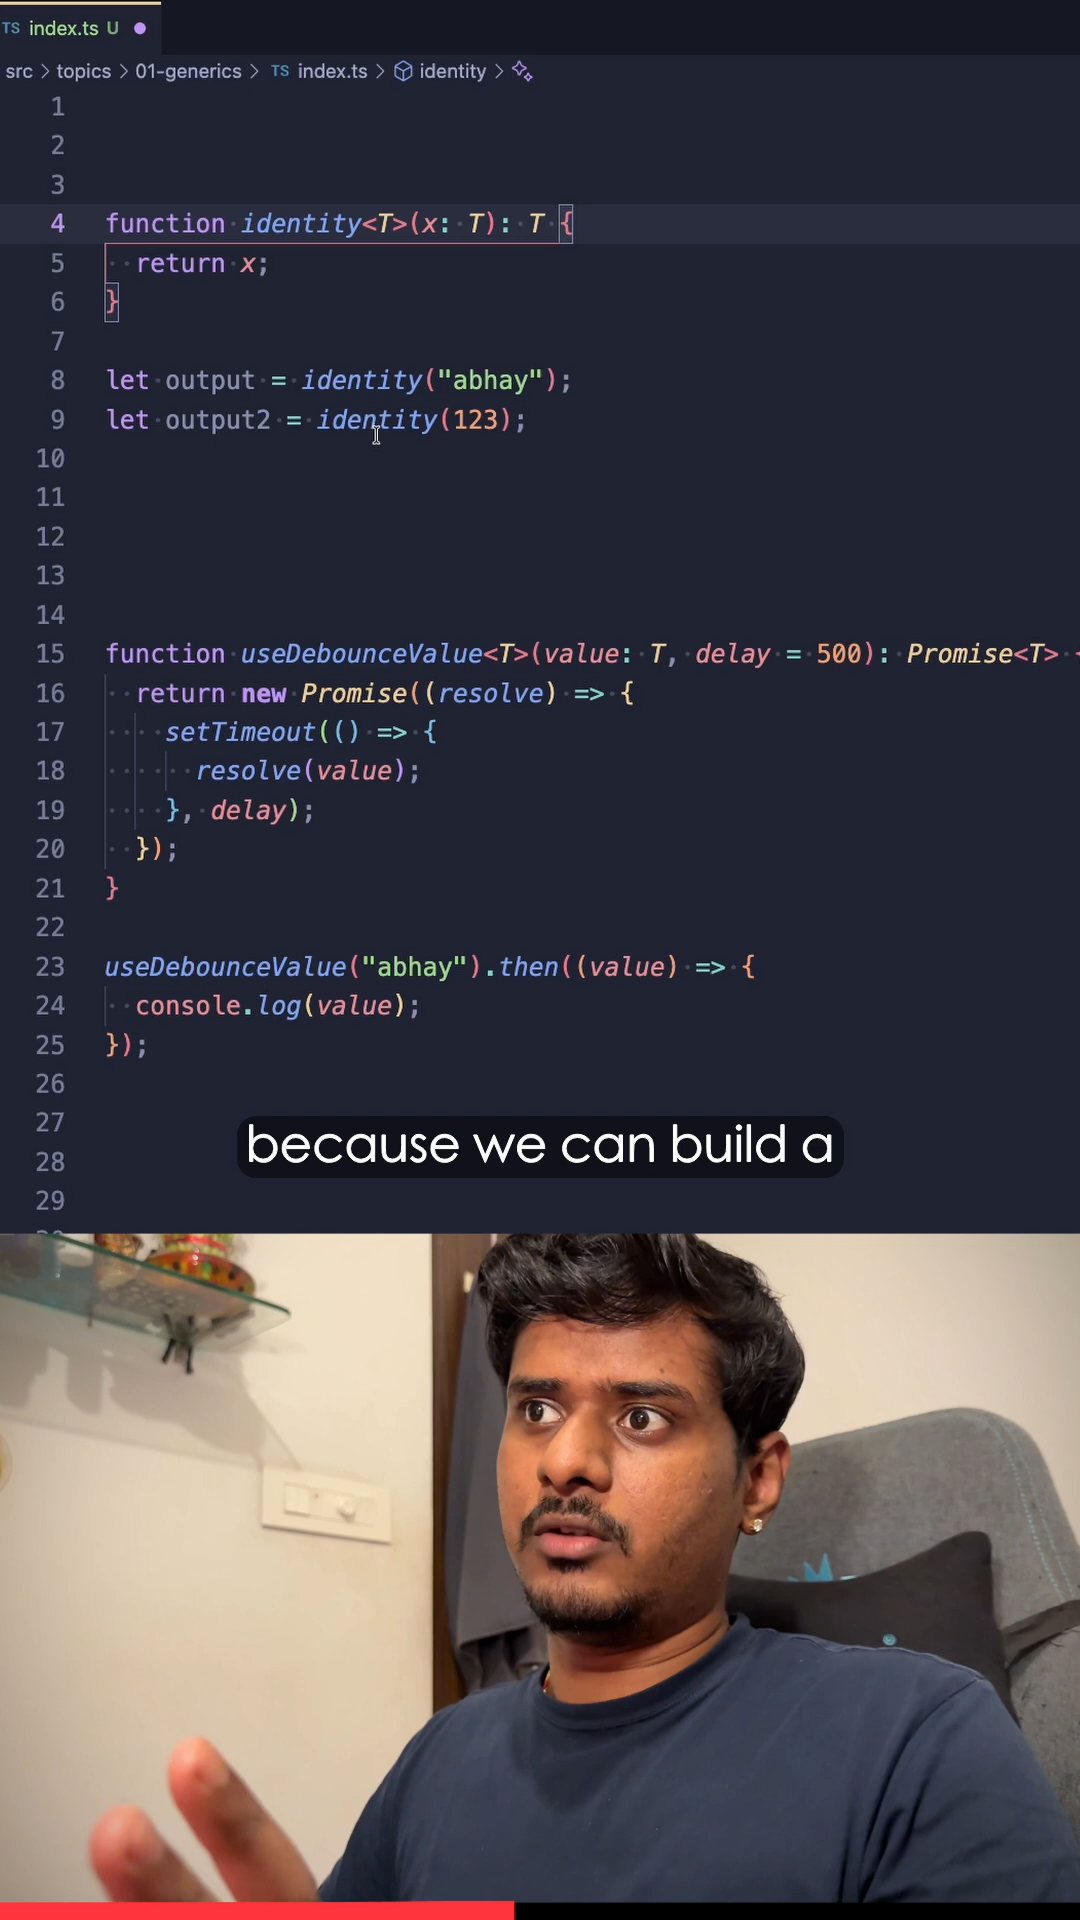 TS index.ts U
src > topics > 01-generics > TS index.ts > identity >
1
2
3
4 function identity<T>(x: T): T {
5   return x;
6 }
7
8 let output = identity("abhay");
9 let output2 = identity(123);
10
11
12
13
14
15 function useDebounceValue<T>(value: T, delay = 500): Promise<T>
16   return new Promise((resolve) => {
17     setTimeout(() => {
18       resolve(value);
19     }, delay);
20   });
21 }
22
23 useDebounceValue("abhay").then((value) => {
24   console.log(value);
25 });
26
27
28
29
because we can build a